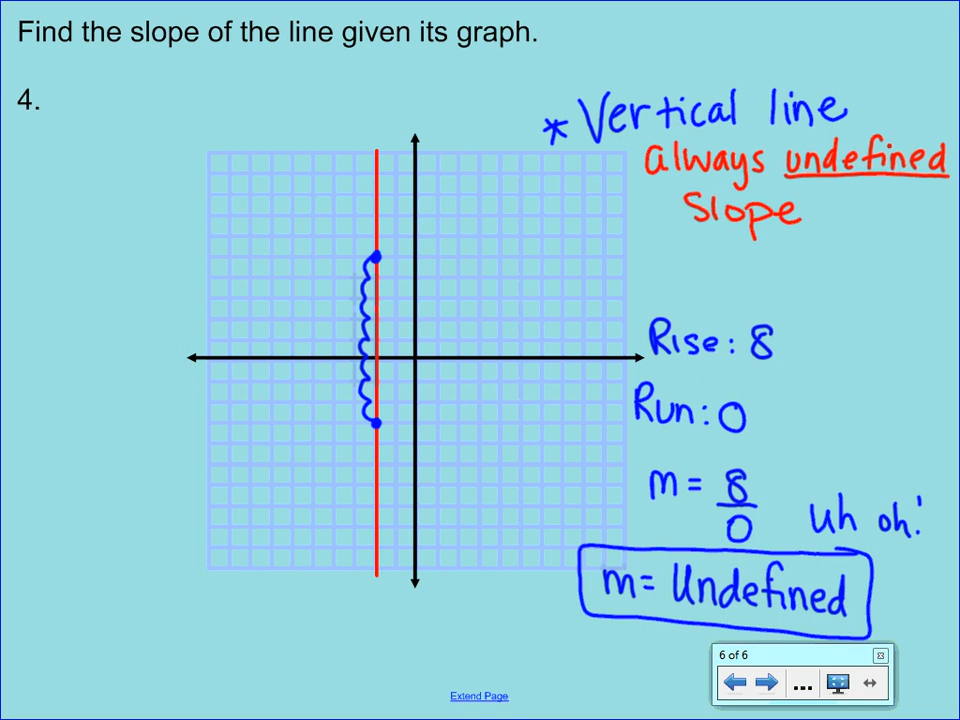 Find the slope of the line given its graph.
4.
* Vertical line
always undefined
slope
Rise: 8
Run: 0
m = 8/0 uh oh!
m = Undefined
6 of 6
...
Extend Page